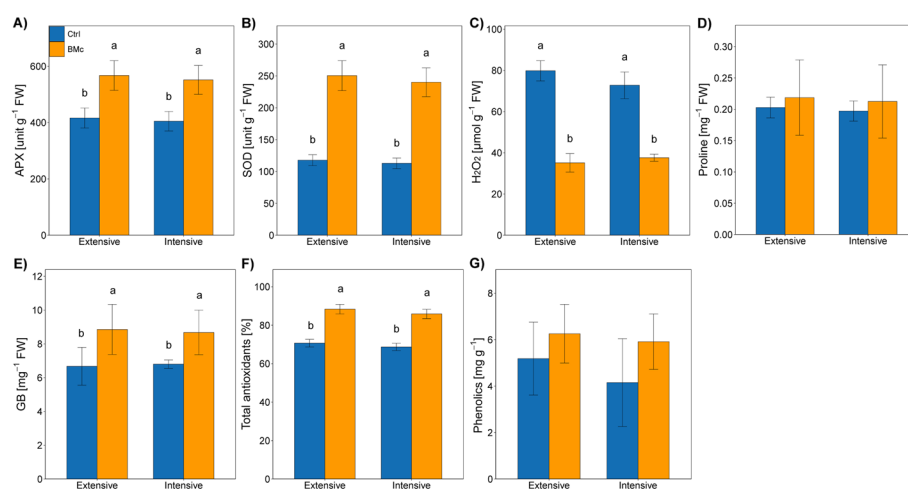 A)
Ctrl
BMc
APX [unit g⁻¹ FW]
600
400
200
0
a
a
b
b
Extensive
Intensive
B)
SOD [unit g⁻¹ FW]
300
250
200
150
100
50
0
a
a
b
b
Extensive
Intensive
C)
H₂O₂ [µmol g⁻¹ FW]
100
80
60
40
20
0
a
a
b
b
Extensive
Intensive
D)
Proline [mg⁻¹ FW]
0.30
0.25
0.20
0.15
0.10
0.05
0.00
Extensive
Intensive
E)
GB [mg⁻¹ FW]
12
10
8
6
4
2
0
a
a
b
b
Extensive
Intensive
F)
Total antioxidants [%]
100
80
60
40
20
0
a
a
b
b
Extensive
Intensive
G)
Phenolics [mg g⁻¹]
8
6
4
2
0
Extensive
Intensive